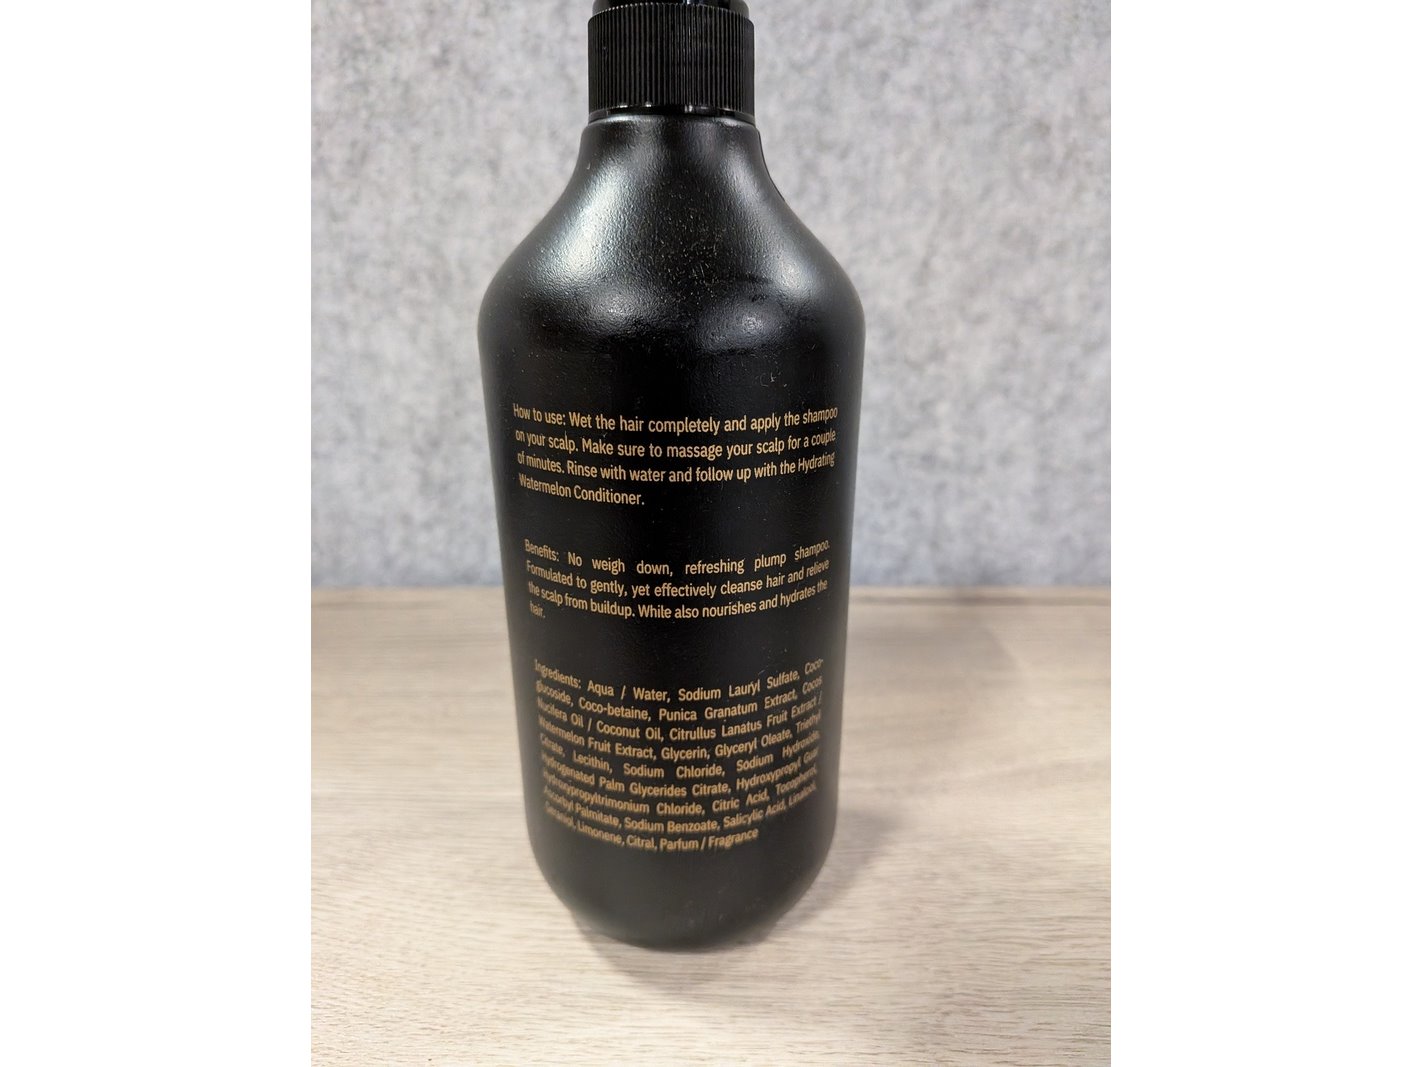 How to use: Wet the hair completely and apply the shampoo
on your scalp. Make sure to massage your scalp for a couple
of minutes. Rinse with water and follow up with the Hydrating
Watermelon Conditioner.
Benefits: No weigh down, refreshing plump shampoo.
Formulated to gently, yet effectively cleanse hair and relieve
the scalp from buildup. While also nourishes and hydrates the
hair.
Ingredients: Aqua / Water, Sodium Lauryl Sulfate, Coco-
glucoside, Coco-betaine, Punica Granatum Extract, Cocos
Nucifera Oil / Coconut Oil, Citrullus Lanatus Fruit Extract /
Watermelon Fruit Extract, Glycerin, Glyceryl Oleate, Triethyl
Citrate, Lecithin, Sodium Chloride, Sodium Hydroxide,
Hydrogenated Palm Glycerides Citrate, Hydroxypropyl Guar
Hydroxypropyltrimonium Chloride, Citric Acid, Tocopherol,
Ascorbyl Palmitate, Sodium Benzoate, Salicylic Acid, Linalool,
Geraniol, Limonene, Citral, Parfum / Fragrance